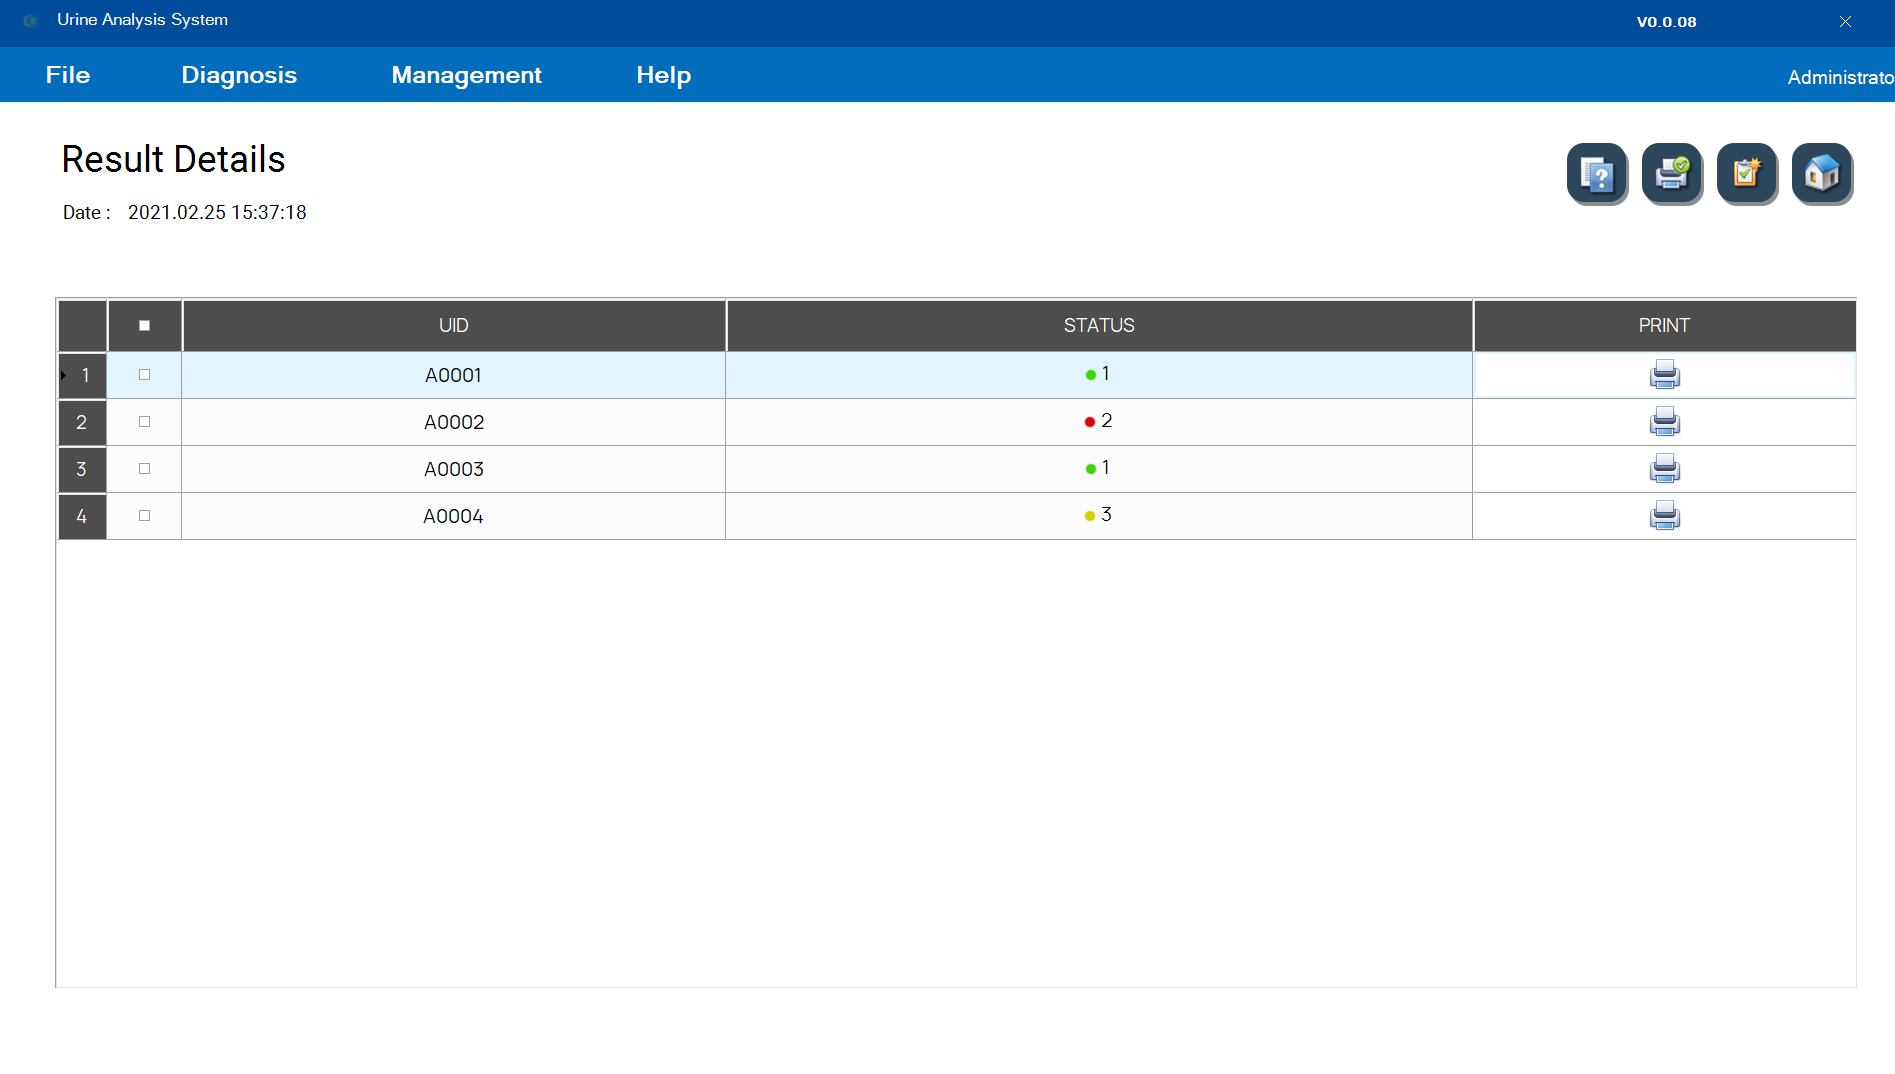 Urine Analysis System V0.0.08
File Diagnosis Management Help Administrato
Result Details
Date : 2021.02.25 15:37:18
UID STATUS PRINT
1 A0001 1
2 A0002 2
3 A0003 1
4 A0004 3